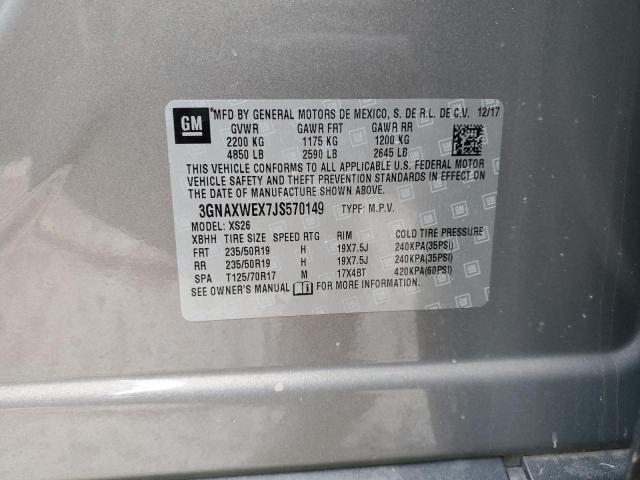 GM
*MFD BY GENERAL MOTORS DE MEXICO, S. DE R.L. DE C.V. 12/17
GVWR GAWR FRT GAWR RR
2200 KG 1175 KG 1200 KG
4850 LB 2590 LB 2645 LB
THIS VEHICLE CONFORMS TO ALL APPLICABLE U.S. FEDERAL MOTOR
VEHICLE SAFETY AND THEFT PREVENTION STANDARDS IN EFFECT ON
THE DATE OF MANUFACTURE SHOWN ABOVE.
3GNAXWEX7JS570149 TYPE: M.P.V.
MODEL: XS26
XBHH TIRE SIZE SPEED RTG RIM COLD TIRE PRESSURE
FRT 235/50R19 H 19X7.5J 240KPA(35PSI)
RR 235/50R19 H 19X7.5J 240KPA(35PSI)
SPA T125/70R17 M 17X4BT 420KPA(60PSI)
SEE OWNER'S MANUAL FOR MORE INFORMATION.